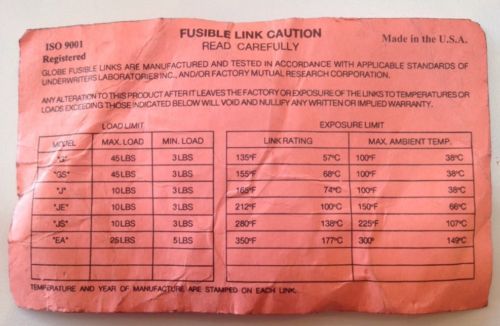 FUSIBLE LINK CAUTION
ISO 9001 READ CAREFULLY Made in the U.S.A.
Registered
GLOBE FUSIBLE LINKS ARE MANUFACTURED AND TESTED IN ACCORDANCE WITH APPLICABLE STANDARDS OF
UNDERWRITERS LABORATORIES INC., AND/OR FACTORY MUTUAL RESEARCH CORPORATION.
ANY ALTERATION TO THIS PRODUCT AFTER IT LEAVES THE FACTORY OR EXPOSURE OF THE LINKS TO TEMPERATURES OR
LOADS EXCEEDING THOSE INDICATED BELOW WILL VOID AND NULLIFY ANY WRITTEN OR IMPLIED WARRANTY.
LOAD LIMIT EXPOSURE LIMIT
MODEL MAX. LOAD MIN. LOAD LINK RATING MAX. AMBIENT TEMP.
"G" 45 LBS 3 LBS 135°F 57°C 100°F 38°C
"GS" 45 LBS 3 LBS 155°F 68°C 100°F 38°C
"J" 10 LBS 3 LBS 165°F 74°C 100°F 38°C
"JE" 10 LBS 3 LBS 212°F 100°C 150°F 66°C
"JS" 10 LBS 3 LBS 280°F 138°C 225°F 107°C
"EA" 25 LBS 5 LBS 350°F 177°C 300° 149°C
TEMPERATURE AND YEAR OF MANUFACTURE ARE STAMPED ON EACH LINK.